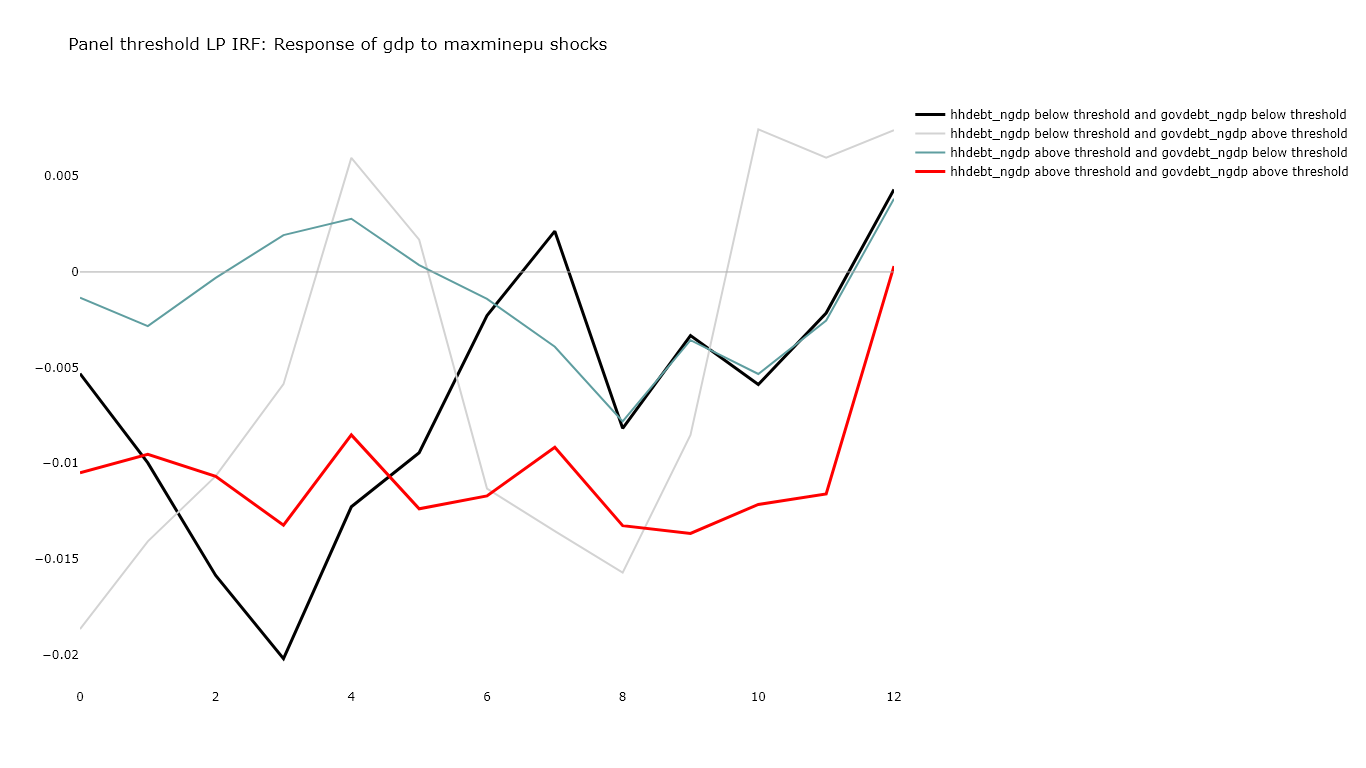 Panel threshold LP IRF: Response of gdp to maxminepu shocks
hhdebt_ngdp below threshold and govdebt_ngdp below threshold
hhdebt_ngdp below threshold and govdebt_ngdp above threshold
hhdebt_ngdp above threshold and govdebt_ngdp below threshold
hhdebt_ngdp above threshold and govdebt_ngdp above threshold
0.005
0
−0.005
−0.01
−0.015
−0.02
0 2 4 6 8 10 12